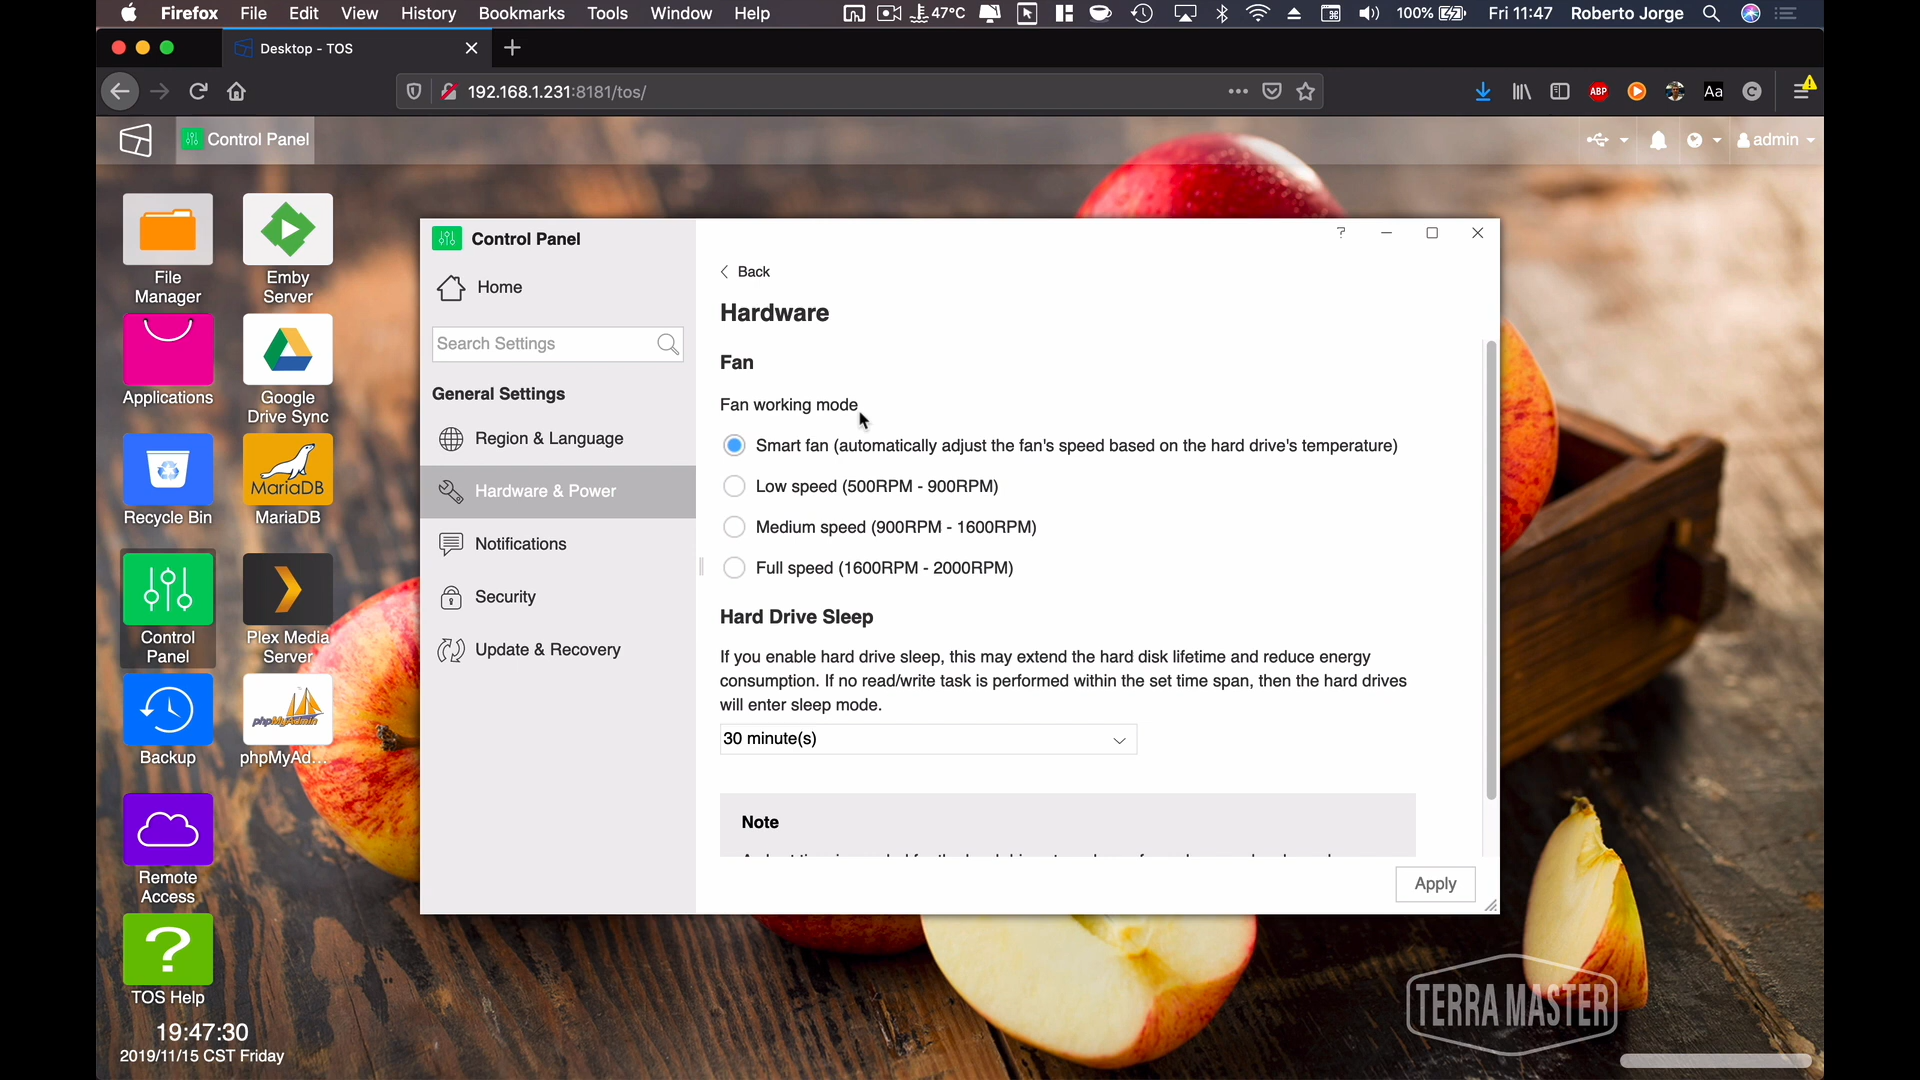 Firefox File Edit View History Bookmarks Tools Window Help 47°C 100% Fri 11:47 Roberto Jorge
Desktop - TOS
192.168.1.231:8181/tos/
ABP
Aa
C
Control Panel
admin
File
Manager
Emby
Server
Applications
Google
Drive Sync
Recycle Bin
MariaDB
MariaDB
Control
Panel
Plex Media
Server
Backup
phpMyAdmin
phpMyAd...
Remote
Access
TOS Help
19:47:30
2019/11/15 CST Friday
Control Panel
Home
Search Settings
General Settings
Region & Language
Hardware & Power
Notifications
Security
Update & Recovery
Back
Hardware
Fan
Fan working mode
Smart fan (automatically adjust the fan's speed based on the hard drive's temperature)
Low speed (500RPM - 900RPM)
Medium speed (900RPM - 1600RPM)
Full speed (1600RPM - 2000RPM)
Hard Drive Sleep
If you enable hard drive sleep, this may extend the hard disk lifetime and reduce energy
consumption. If no read/write task is performed within the set time span, then the hard drives
will enter sleep mode.
30 minute(s)
Note
Apply
TERRAMASTER